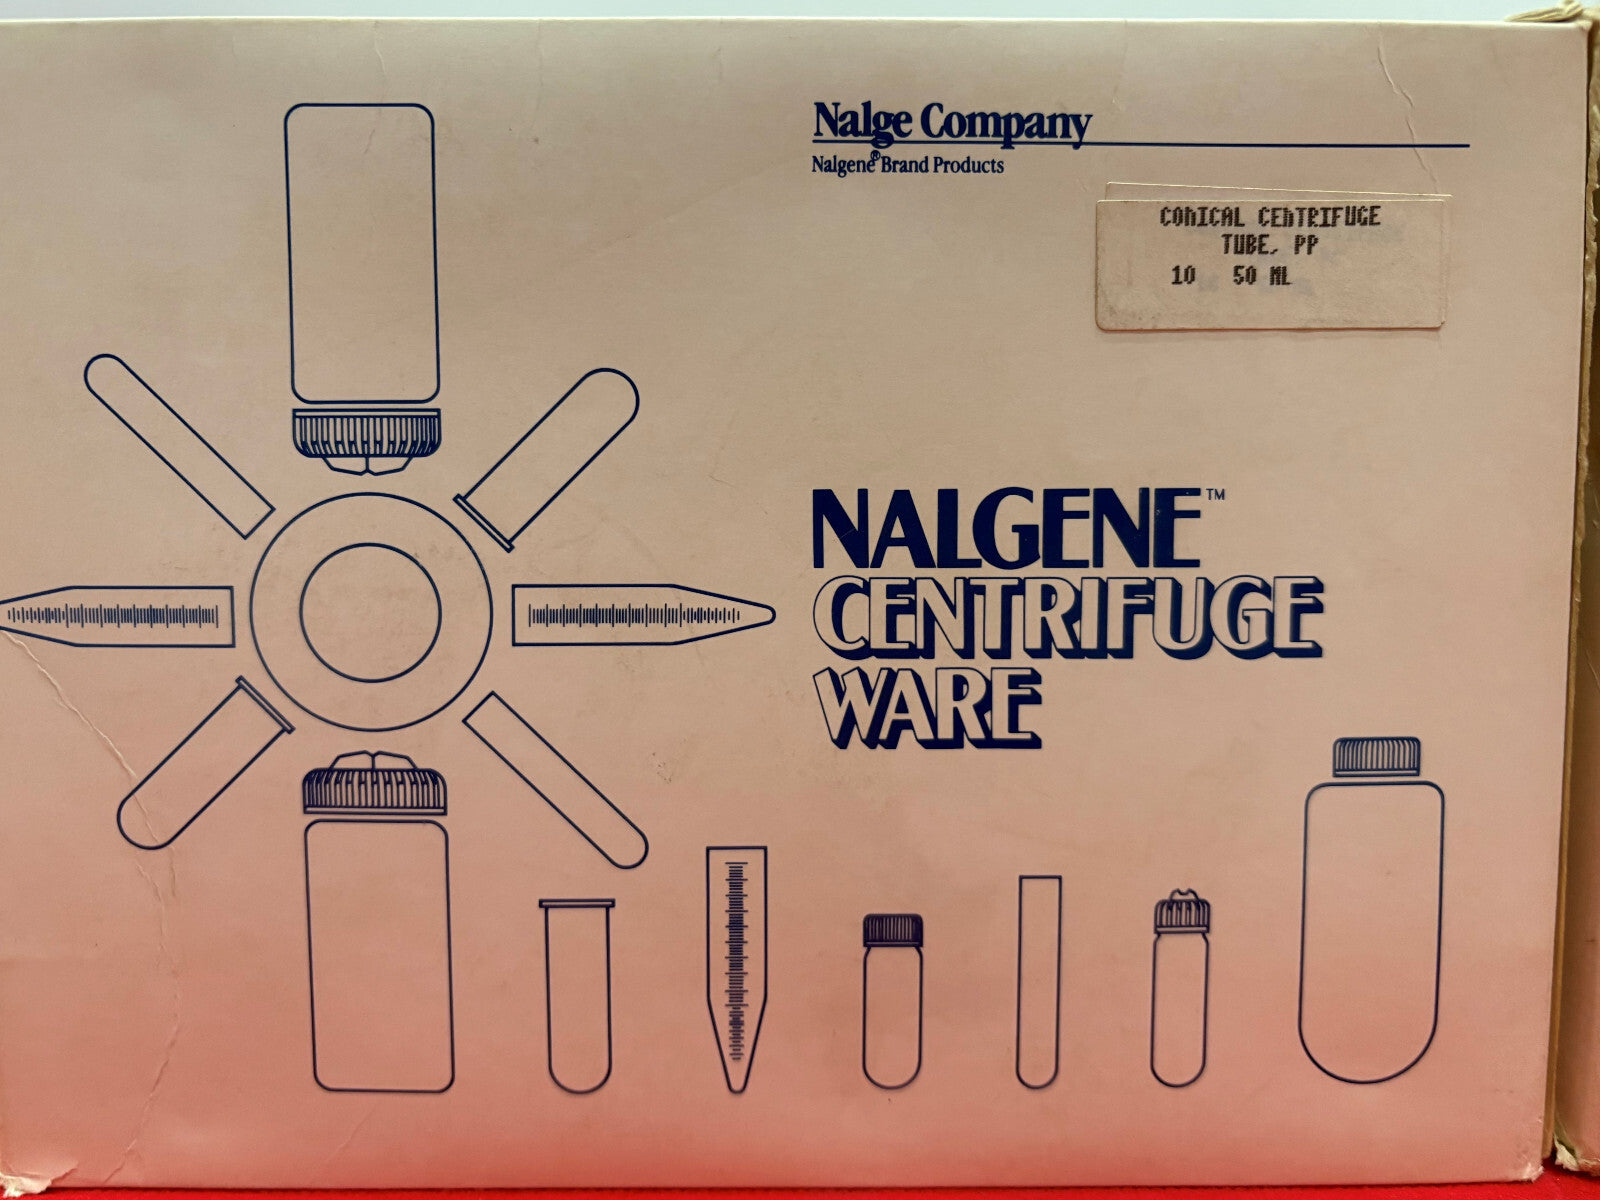 Nalge Company
Nalgene® Brand Products
CONICAL CENTRIFUGE
TUBE, PP
10 50 ML
NALGENE™
CENTRIFUGE
WARE